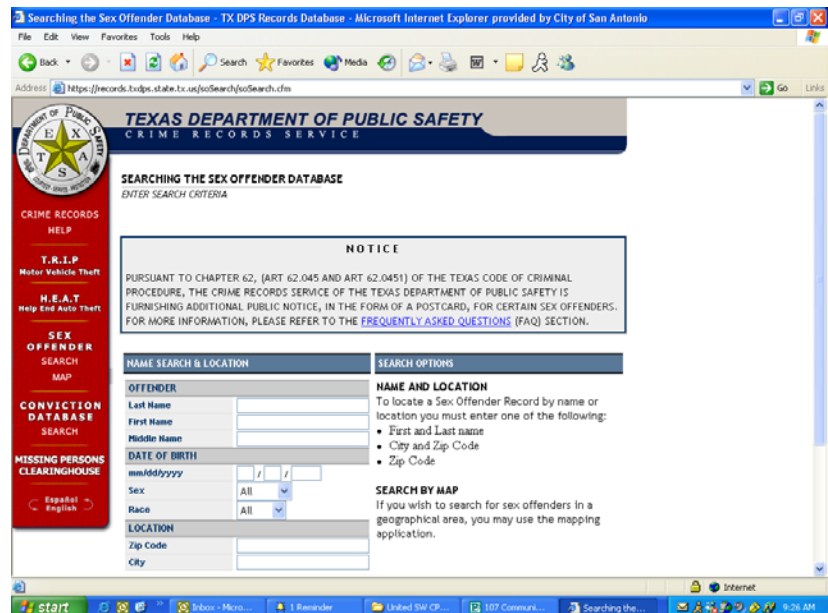 Searching the Sex Offender Database - TX DPS Records Database - Microsoft Internet Explorer provided by City of San Antonio
File Edit View Favorites Tools Help
Back Search Favorites Media
Address https://records.txdps.state.tx.us/soSearch/soSearch.cfm Go Links
TEXAS DEPARTMENT OF PUBLIC SAFETY
CRIME RECORDS SERVICE
DEPARTMENT OF PUBLIC SAFETY
TEXAS
SEARCHING THE SEX OFFENDER DATABASE
ENTER SEARCH CRITERIA
CRIME RECORDS
HELP
T.R.I.P
Motor Vehicle Theft
H.E.A.T
Help End Auto Theft
SEX
OFFENDER
SEARCH
MAP
CONVICTION
DATABASE
SEARCH
MISSING PERSONS
CLEARINGHOUSE
Español
English
NOTICE
PURSUANT TO CHAPTER 62, (ART 62.045 AND ART 62.0451) OF THE TEXAS CODE OF CRIMINAL
PROCEDURE, THE CRIME RECORDS SERVICE OF THE TEXAS DEPARTMENT OF PUBLIC SAFETY IS
FURNISHING ADDITIONAL PUBLIC NOTICE, IN THE FORM OF A POSTCARD, FOR CERTAIN SEX OFFENDERS.
FOR MORE INFORMATION, PLEASE REFER TO THE FREQUENTLY ASKED QUESTIONS (FAQ) SECTION.
NAME SEARCH & LOCATION
OFFENDER
Last Name
First Name
Middle Name
DATE OF BIRTH
mm/dd/yyyy / /
Sex All
Race All
LOCATION
Zip Code
City
SEARCH OPTIONS
NAME AND LOCATION
To locate a Sex Offender Record by name or
location you must enter one of the following:
• First and Last name
• City and Zip Code
• Zip Code
SEARCH BY MAP
If you wish to search for sex offenders in a
geographical area, you may use the mapping
application.
Internet
start Inbox - Micro... 1 Reminder United SW CP... 107 Communi... Searching the... 9:26 AM